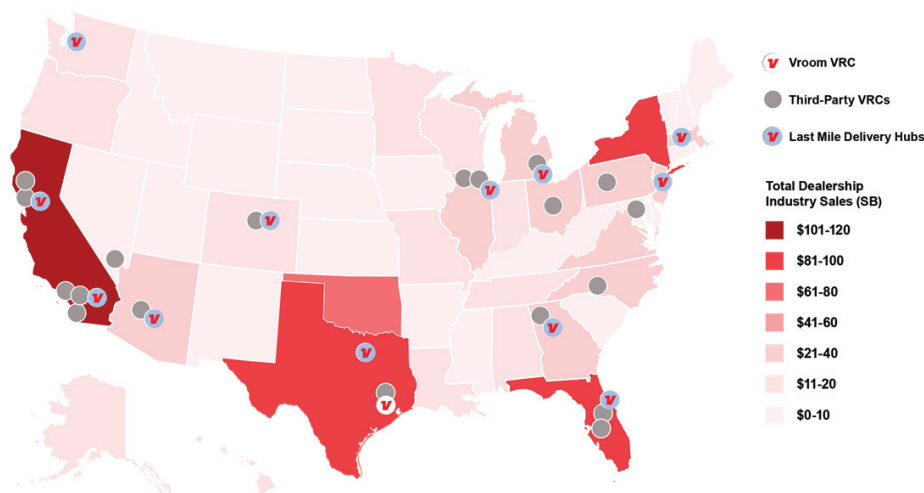 Vroom VRC
Third-Party VRCs
Last Mile Delivery Hubs
Total Dealership
Industry Sales (SB)
$101-120
$81-100
$61-80
$41-60
$21-40
$11-20
$0-10